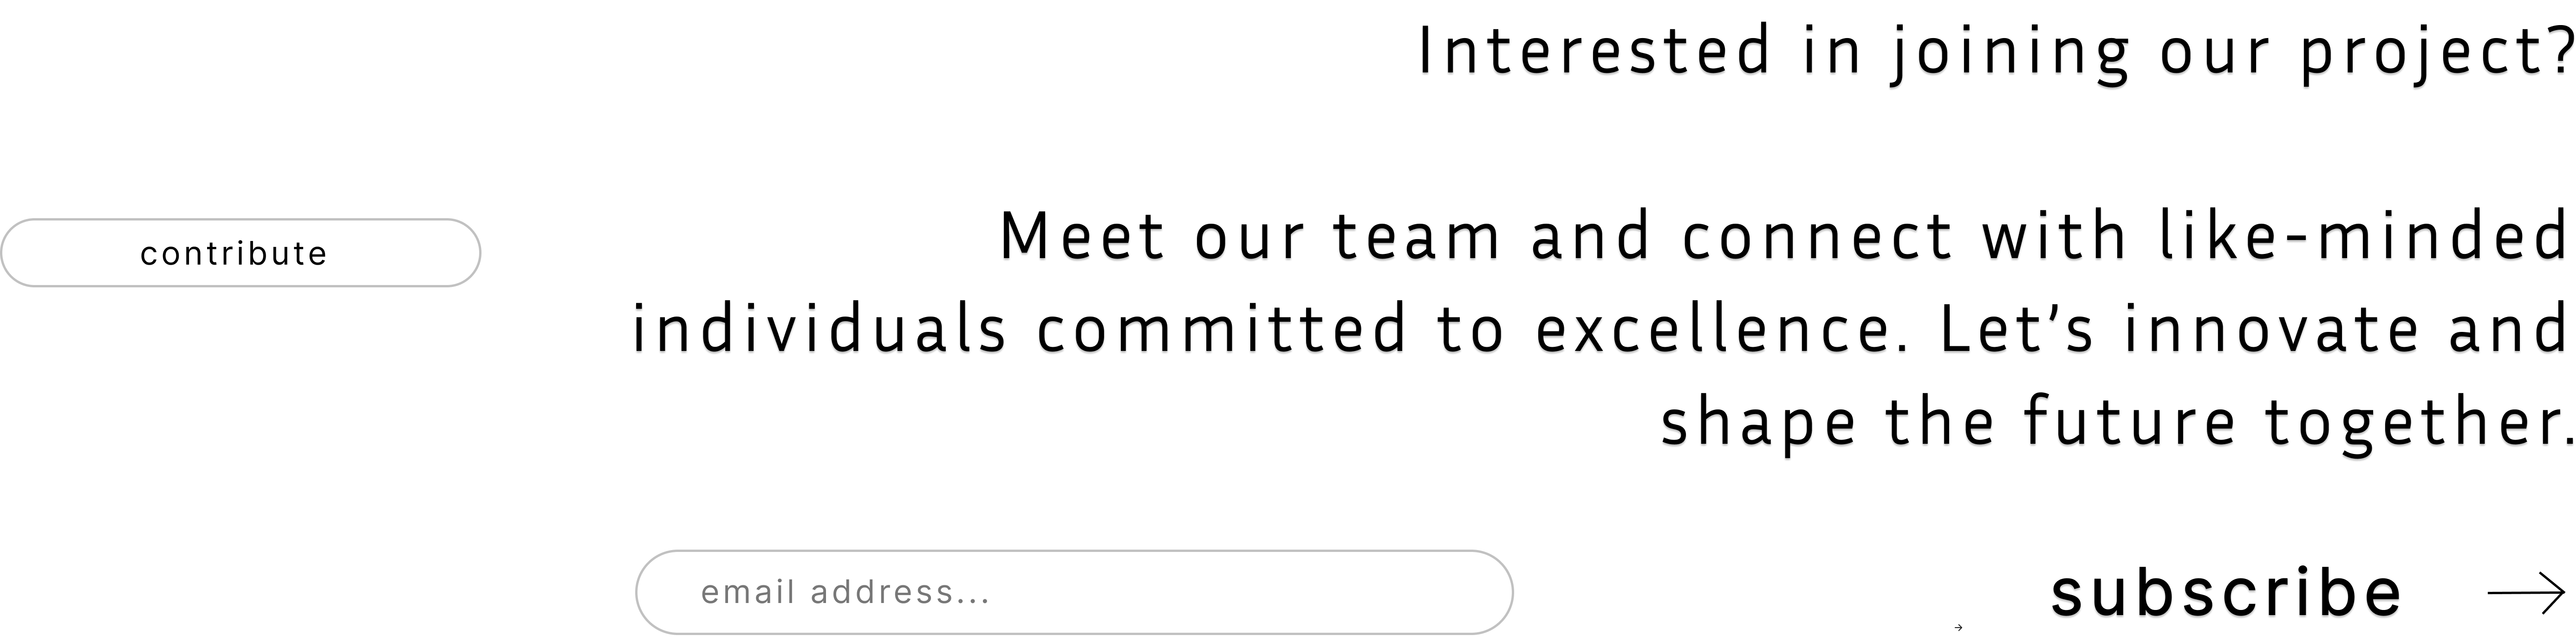 Interested in joining our project?
contribute
Meet our team and connect with like-minded
individuals committed to excellence. Let’s innovate and
shape the future together.
email address...
subscribe →
→